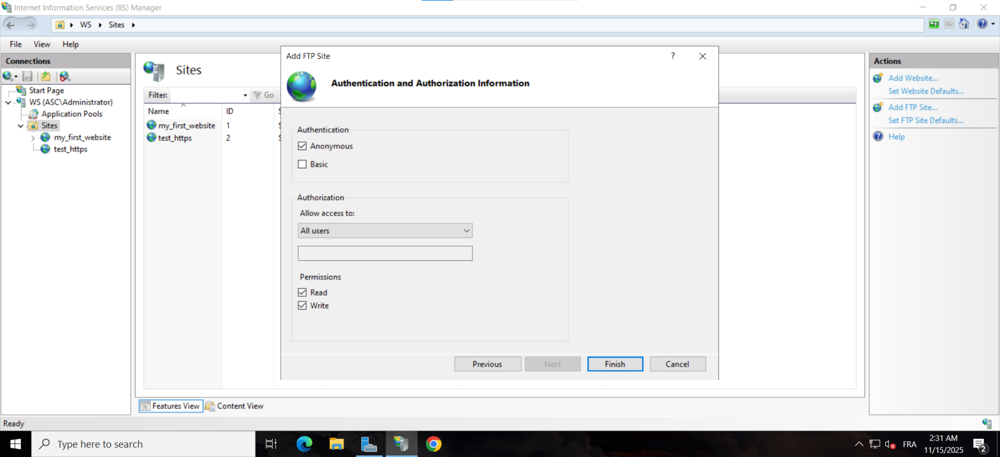 Internet Information Services (IIS) Manager
WS
Sites
File
View
Help
Connections
Start Page
WS (ASC\Administrator)
Application Pools
Sites
my_first_website
test_https
Sites
Filter:
Go
Name
ID
my_first_website
1
test_https
2
Add FTP Site
?
Authentication and Authorization Information
Authentication
Anonymous
Basic
Authorization
Allow access to:
All users
Permissions
Read
Write
Previous
Next
Finish
Cancel
Actions
Add Website...
Set Website Defaults...
Add FTP Site...
Set FTP Site Defaults...
Help
Features View
Content View
Ready
Type here to search
FRA
2:31 AM
11/15/2025
2